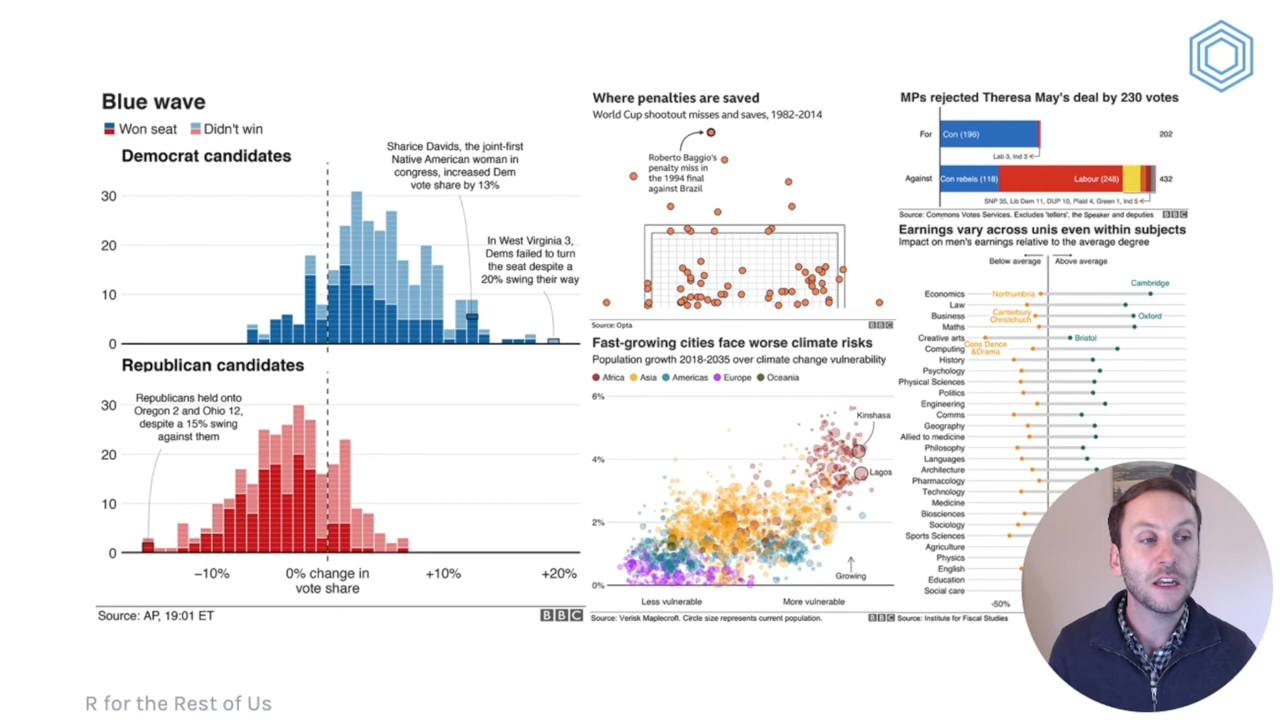 Blue wave
Won seat Didn't win
Democrat candidates
Sharice Davids, the joint-first
Native American woman in
congress, increased Dem
vote share by 13%
In West Virginia 3,
Dems failed to turn
the seat despite a
20% swing their way
30
20
10
0
Republican candidates
Republicans held onto
Oregon 2 and Ohio 12,
despite a 15% swing
against them
30
20
10
0
−10%
0% change in
vote share
+10%
+20%
Source: AP, 19:01 ET
BBC
Where penalties are saved
World Cup shootout misses and saves, 1982-2014
Roberto Baggio's
penalty miss in
the 1994 final
against Brazil
Source: Opta
BBC
Fast-growing cities face worse climate risks
Population growth 2018-2035 over climate change vulnerability
Africa Asia Americas Europe Oceania
6%
Kinshasa
4%
Lagos
2%
Growing
0%
Less vulnerable
More vulnerable
Source: Verisk Maplecroft. Circle size represents current population.
BBC
MPs rejected Theresa May's deal by 230 votes
For
Con (196)
202
Lab 3, Ind 3
Against
Con rebels (118)
Labour (248)
432
SNP 35, Lib Dem 11, DUP 10, Plaid 4, Green 1, Ind 5
Source: Commons Votes Services. Excludes 'tellers', the Speaker and deputies
BBC
Earnings vary across unis even within subjects
Impact on men's earnings relative to the average degree
Below average
Above average
Cambridge
Economics
Northumbria
Law
Business
Canterbury
Christchuch
Oxford
Maths
Creative arts
Bristol
Cons Dance
&Drama
Computing
History
Psychology
Physical Sciences
Politics
Engineering
Comms
Geography
Allied to medicine
Philosophy
Languages
Architecture
Pharmacology
Technology
Medicine
Biosciences
Sociology
Sports Sciences
Agriculture
Physics
English
Education
Social care
-50%
Source: Institute for Fiscal Studies
R for the Rest of Us